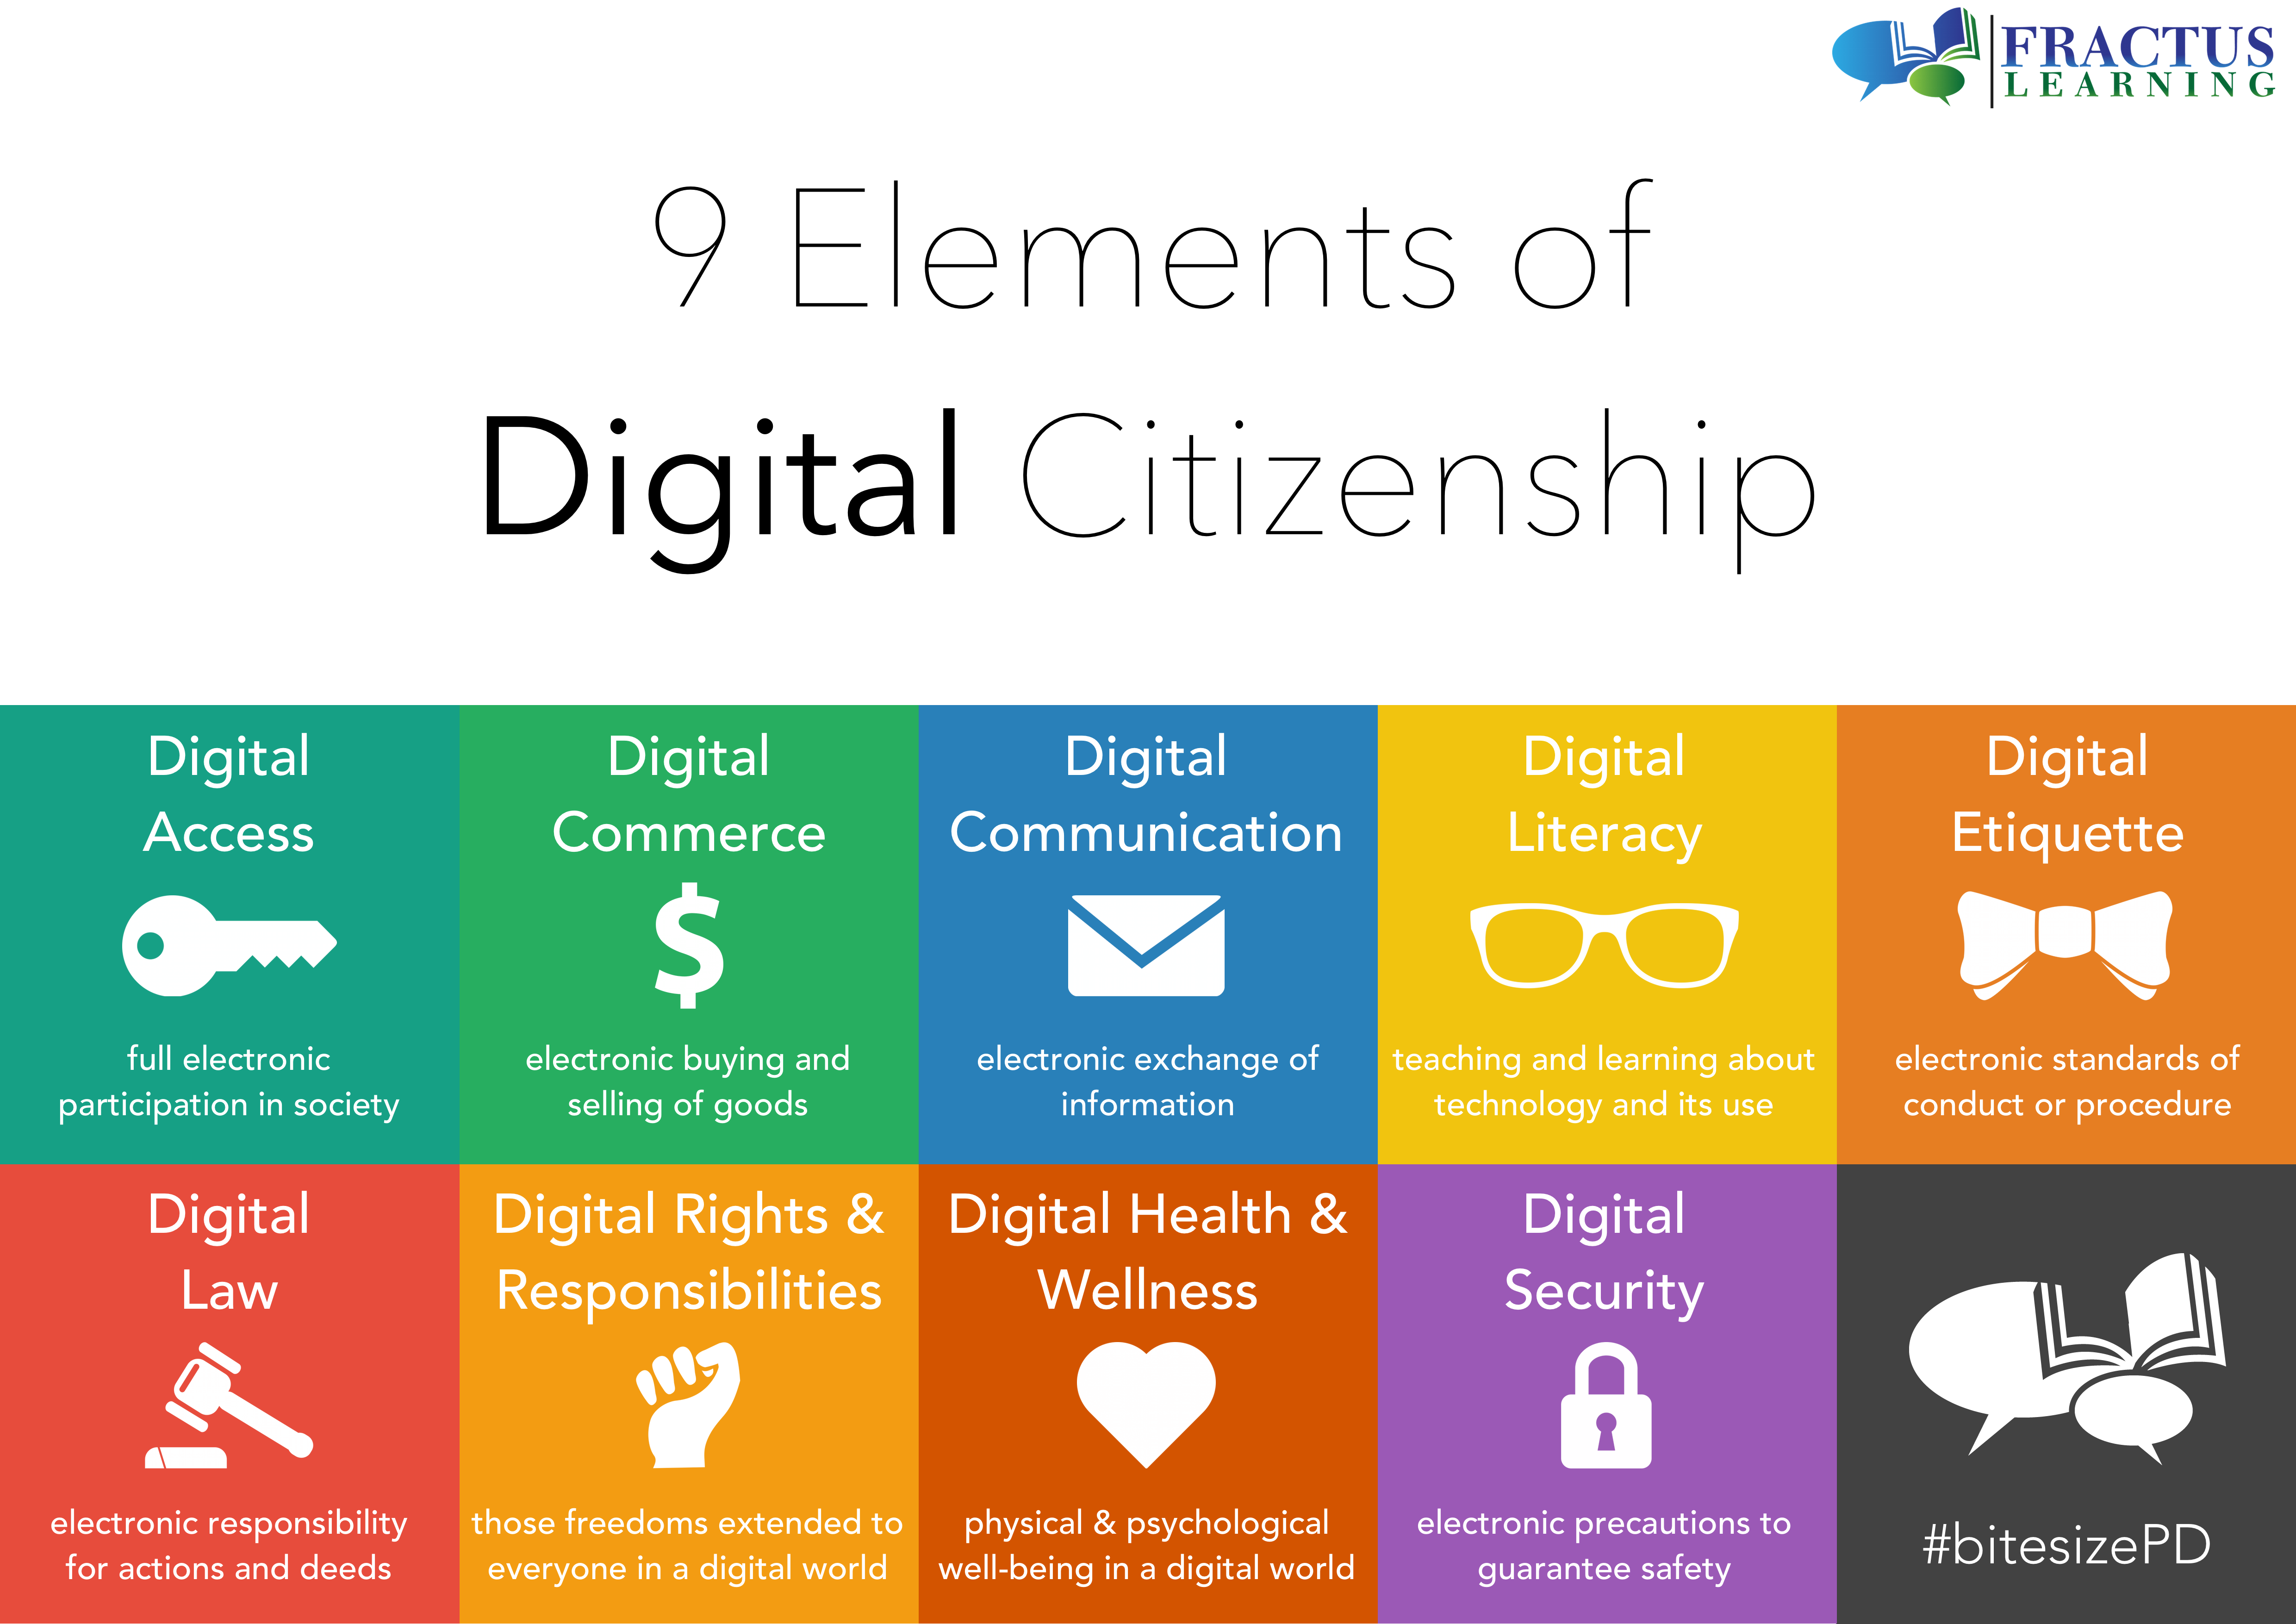 FRACTUS
LEARNING
9 Elements of
Digital Citizenship
Digital
Access
full electronic
participation in society
Digital
Commerce
$
electronic buying and
selling of goods
Digital
Communication
electronic exchange of
information
Digital
Literacy
teaching and learning about
technology and its use
Digital
Etiquette
electronic standards of
conduct or procedure
Digital
Law
electronic responsibility
for actions and deeds
Digital Rights &
Responsibilities
those freedoms extended to
everyone in a digital world
Digital Health &
Wellness
physical & psychological
well-being in a digital world
Digital
Security
electronic precautions to
guarantee safety
#bitesizePD